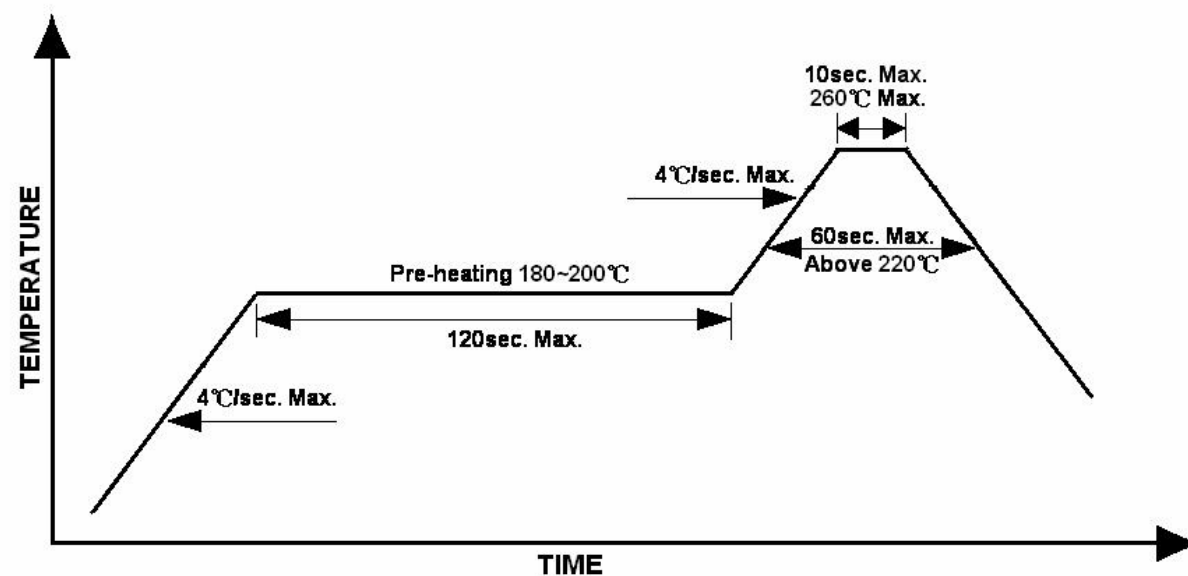 10sec. Max.
260℃ Max.
4℃/sec. Max.
60sec. Max.
Above 220℃
Pre-heating 180~200℃
120sec. Max.
4℃/sec. Max.
TEMPERATURE
TIME